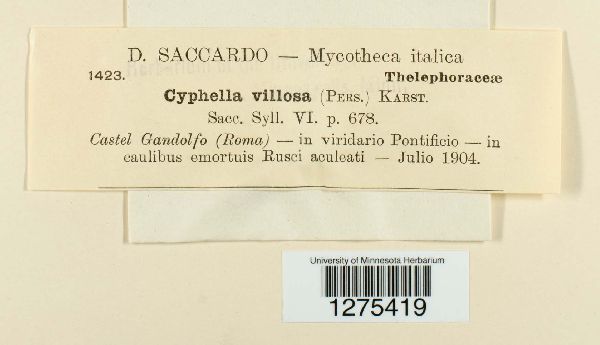 D. SACCARDO — Mycotheca italica
1423. Thelephoraceæ
Cyphella villosa (PERS.) KARST.
Sacc. Syll. VI. p. 678.
Castel Gandolfo (Roma) — in viridario Pontificio — in
caulibus emortuis Rusci aculeati — Julio 1904.
University of Minnesota Herbarium
1275419